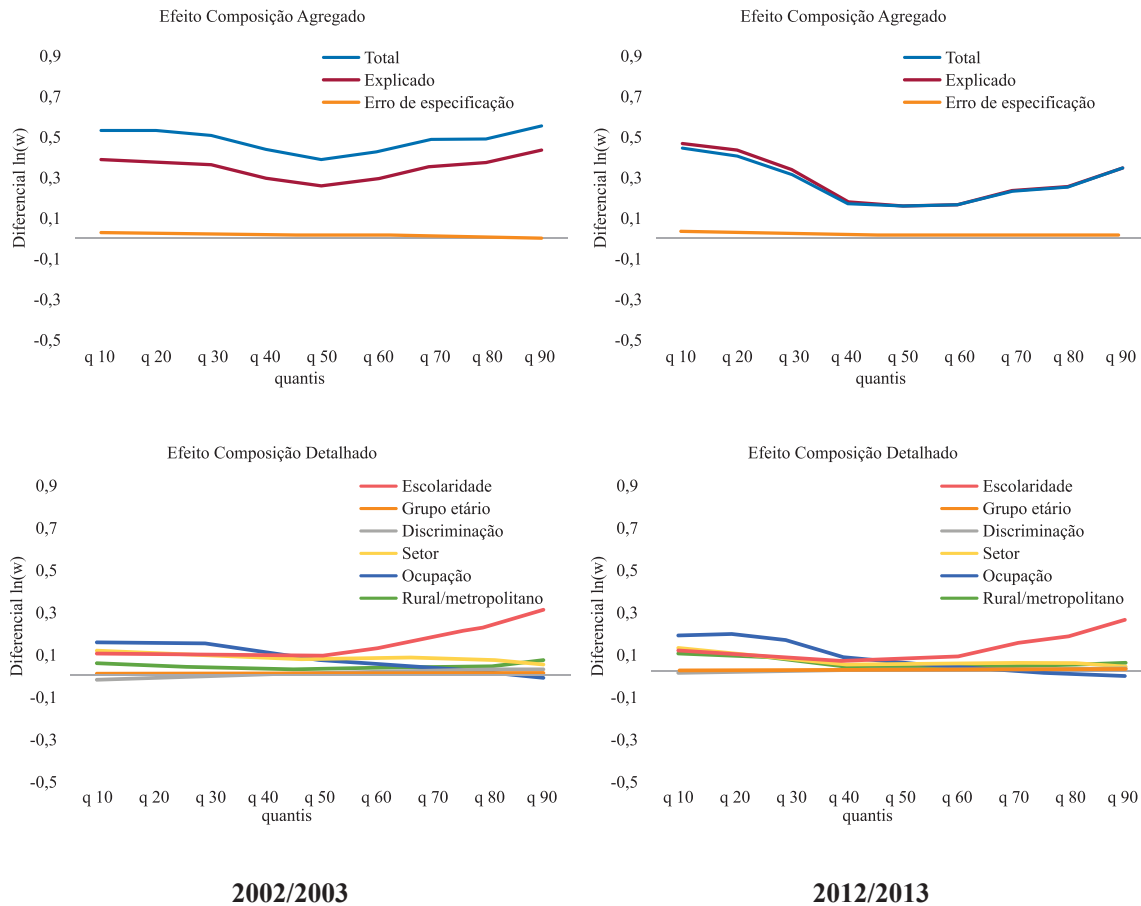 Efeito Composição Agregado
0,9
0,7
0,5
0,3
0,1
-0,1
-0,3
-0,5
Diferencial ln(w)
Total
Explicado
Erro de especificação
q 10 q 20 q 30 q 40 q 50 q 60 q 70 q 80 q 90
quantis
Efeito Composição Agregado
0,9
0,7
0,5
0,3
0,1
-0,1
-0,3
-0,5
Diferencial ln(w)
Total
Explicado
Erro de especificação
q 10 q 20 q 30 q 40 q 50 q 60 q 70 q 80 q 90
quantis
Efeito Composição Detalhado
0,9
0,7
0,5
0,3
0,1
-0,1
-0,3
-0,5
Diferencial ln(w)
Escolaridade
Grupo etário
Discriminação
Setor
Ocupação
Rural/metropolitano
q 10 q 20 q 30 q 40 q 50 q 60 q 70 q 80 q 90
quantis
Efeito Composição Detalhado
0,9
0,7
0,5
0,3
0,1
-0,1
-0,3
-0,5
Diferencial ln(w)
Escolaridade
Grupo etário
Discriminação
Setor
Ocupação
Rural/metropolitano
q 10 q 20 q 30 q 40 q 50 q 60 q 70 q 80 q 90
quantis
2002/2003
2012/2013